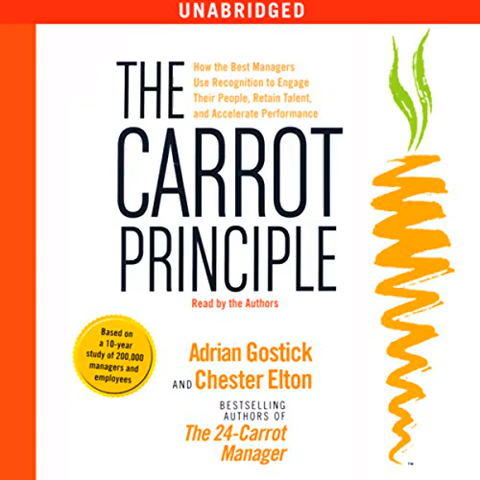 UNABRIDGED
THE
CARROT
PRINCIPLE
How the Best Managers
Use Recognition to Engage
Their People, Retain Talent,
and Accelerate Performance
Read by the Authors
Based on
a 10-year
study of 200,000
managers and
employees
Adrian Gostick
AND Chester Elton
BESTSELLING
AUTHORS OF
The 24-Carrot
Manager
™